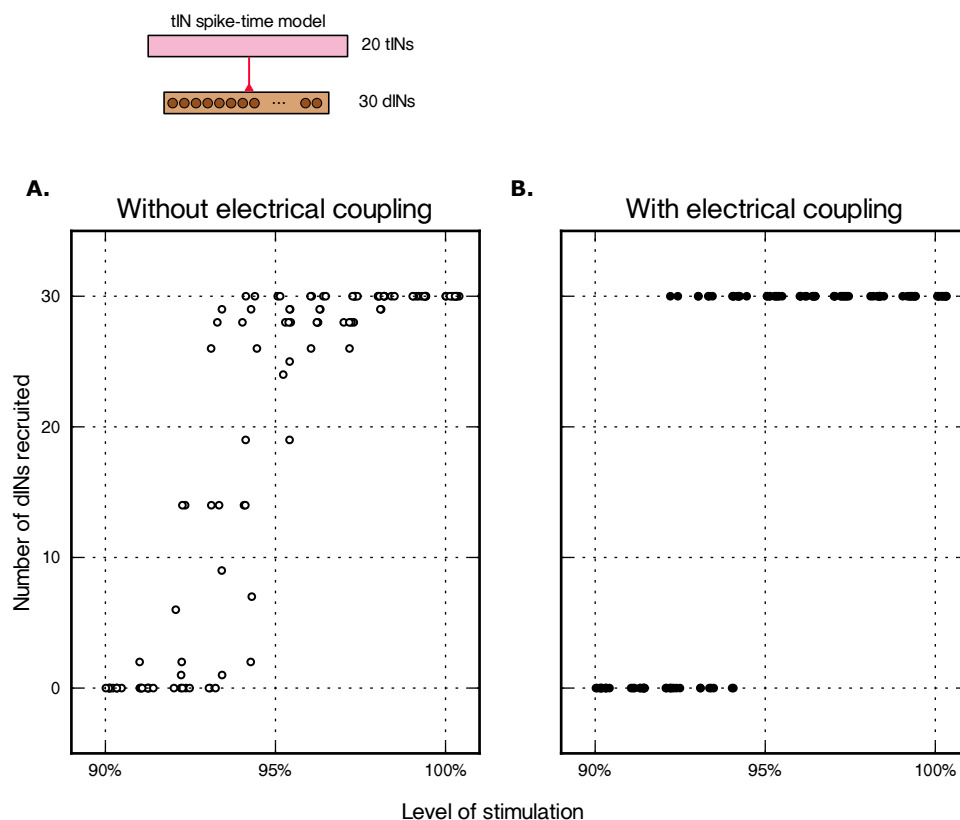 tIN spike-time model
20 tINs
...
30 dINs
A.
Without electrical coupling
B.
With electrical coupling
Number of dINs recruited
30
20
10
0
90%
95%
100%
90%
95%
100%
Level of stimulation